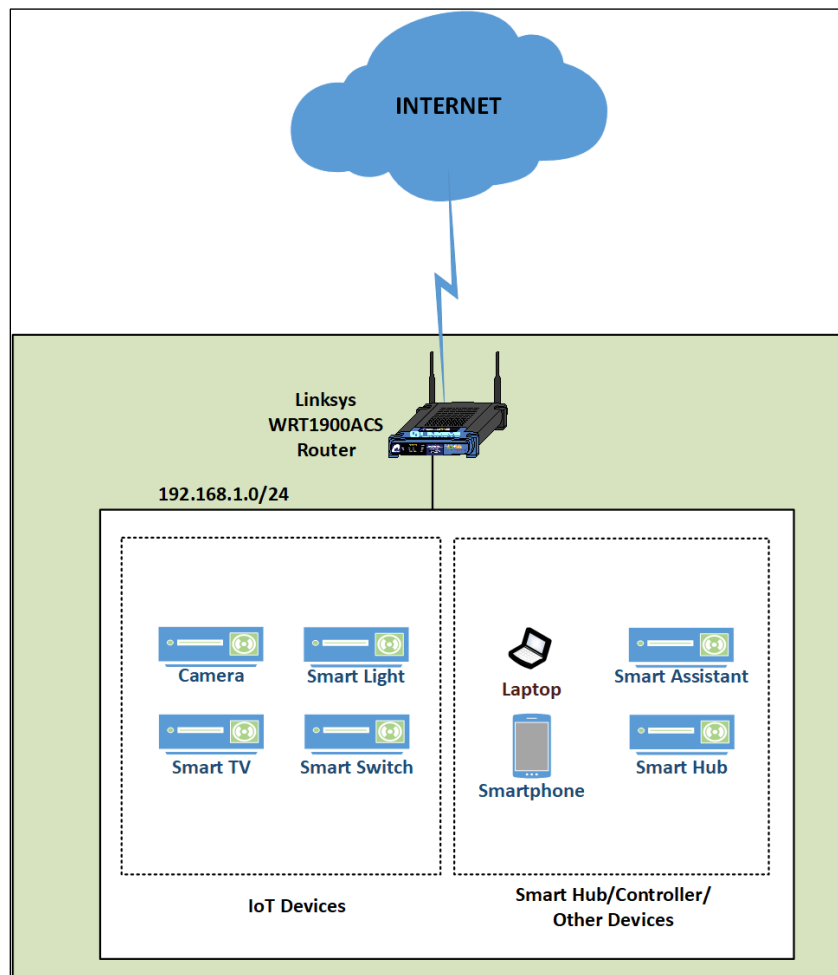 INTERNET
Linksys
WRT1900ACS
Router
192.168.1.0/24
Camera
Smart Light
Laptop
Smart Assistant
Smart TV
Smart Switch
Smartphone
Smart Hub
IoT Devices
Smart Hub/Controller/
Other Devices